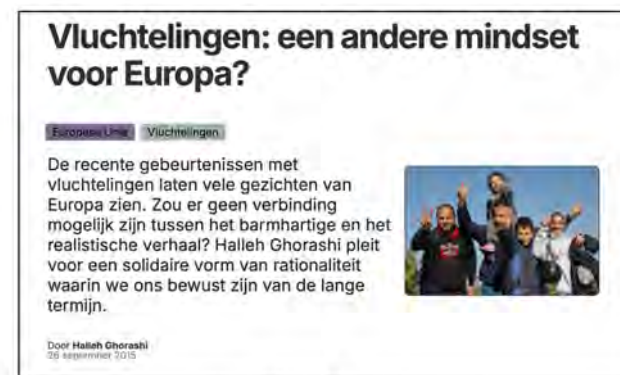 Vluchtelingen: een andere mindset
voor Europa?
Europese Unie Vluchtelingen
De recente gebeurtenissen met
vluchtelingen laten vele gezichten van
Europa zien. Zou er geen verbinding
mogelijk zijn tussen het barmhartige en het
realistische verhaal? Halleh Ghorashi pleit
voor een solidaire vorm van rationaliteit
waarin we ons bewust zijn van de lange
termijn.
Door Halleh Ghorashi
26 september 2015